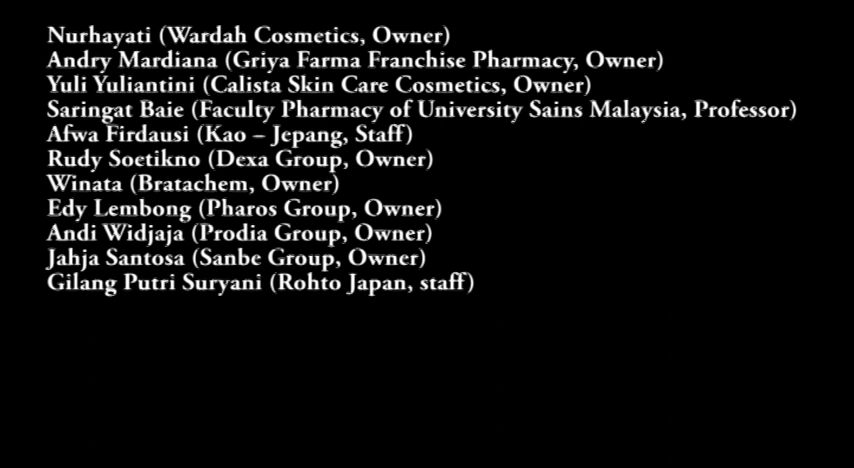 Nurhayati (Wardah Cosmetics, Owner)
Andry Mardiana (Griya Farma Franchise Pharmacy, Owner)
Yuli Yuliantini (Calista Skin Care Cosmetics, Owner)
Saringat Baie (Faculty Pharmacy of University Sains Malaysia, Professor)
Afwa Firdausi (Kao – Jepang, Staff)
Rudy Soetikno (Dexa Group, Owner)
Winata (Bratachem, Owner)
Edy Lembong (Pharos Group, Owner)
Andi Widjaja (Prodia Group, Owner)
Jahja Santosa (Sanbe Group, Owner)
Gilang Putri Suryani (Rohto Japan, staff)